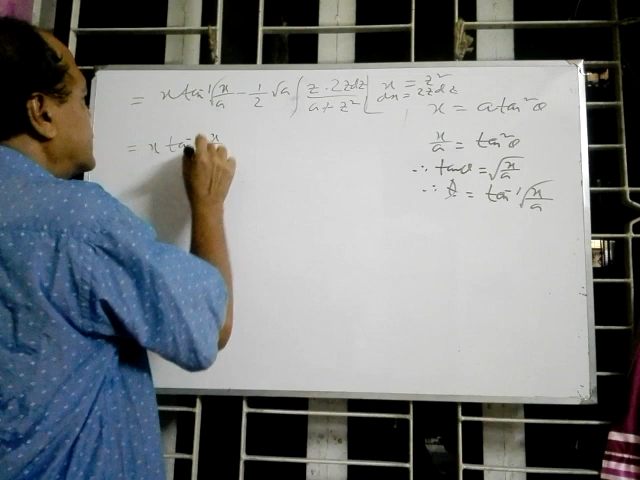 = x tan⁻¹√(x/a) - 1/2 √a ∫ (z · 2z dz)/(a + z²) [ x = z²
dx = 2z dz
x = a tan²θ
= x tan⁻¹ x
x/a = tan²θ
∴ tanθ = √(x/a)
∴ θ = tan⁻¹√(x/a)